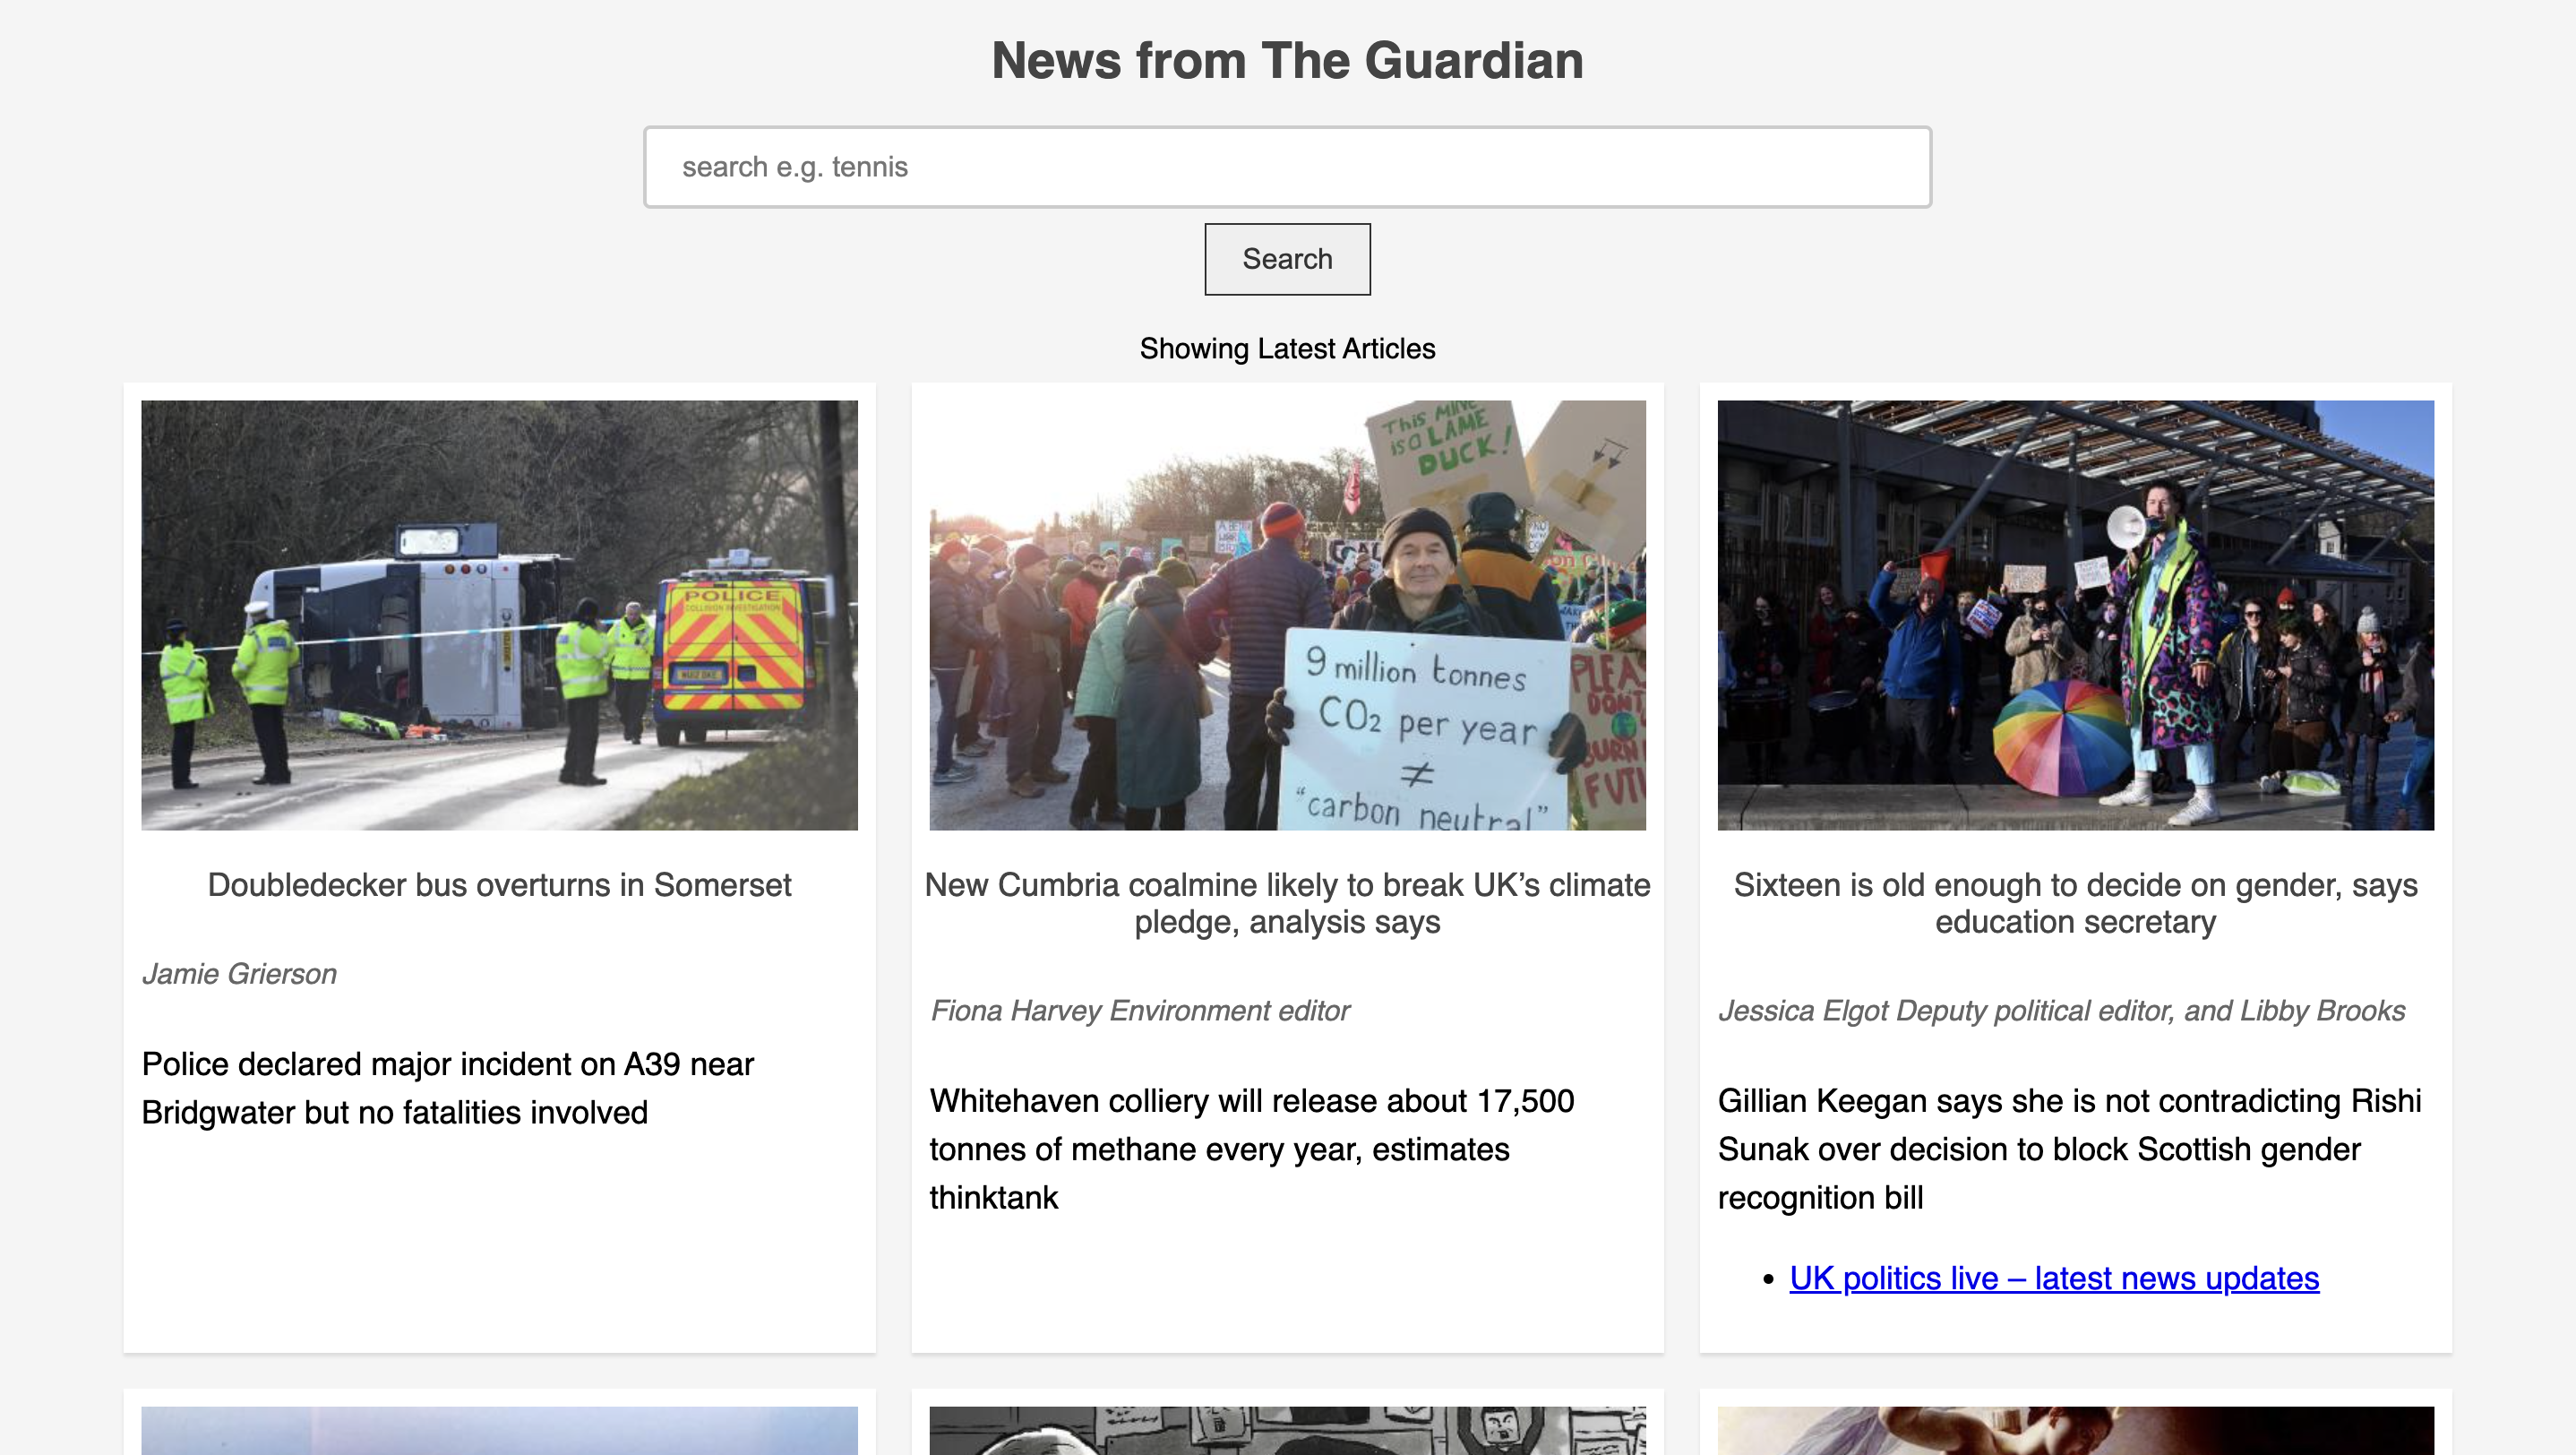 News from The Guardian
search e.g. tennis
Search
Showing Latest Articles
POLICE
COLLISION INVESTIGATION
Doubledecker bus overturns in Somerset
Jamie Grierson
Police declared major incident on A39 near
Bridgwater but no fatalities involved
This MINE
is a LAME
DUCK!
9 million tonnes
CO₂ per year
≠
“carbon neutral”
New Cumbria coalmine likely to break UK’s climate
pledge, analysis says
Fiona Harvey Environment editor
Whitehaven colliery will release about 17,500
tonnes of methane every year, estimates
thinktank
Sixteen is old enough to decide on gender, says
education secretary
Jessica Elgot Deputy political editor, and Libby Brooks
Gillian Keegan says she is not contradicting Rishi
Sunak over decision to block Scottish gender
recognition bill
• UK politics live – latest news updates